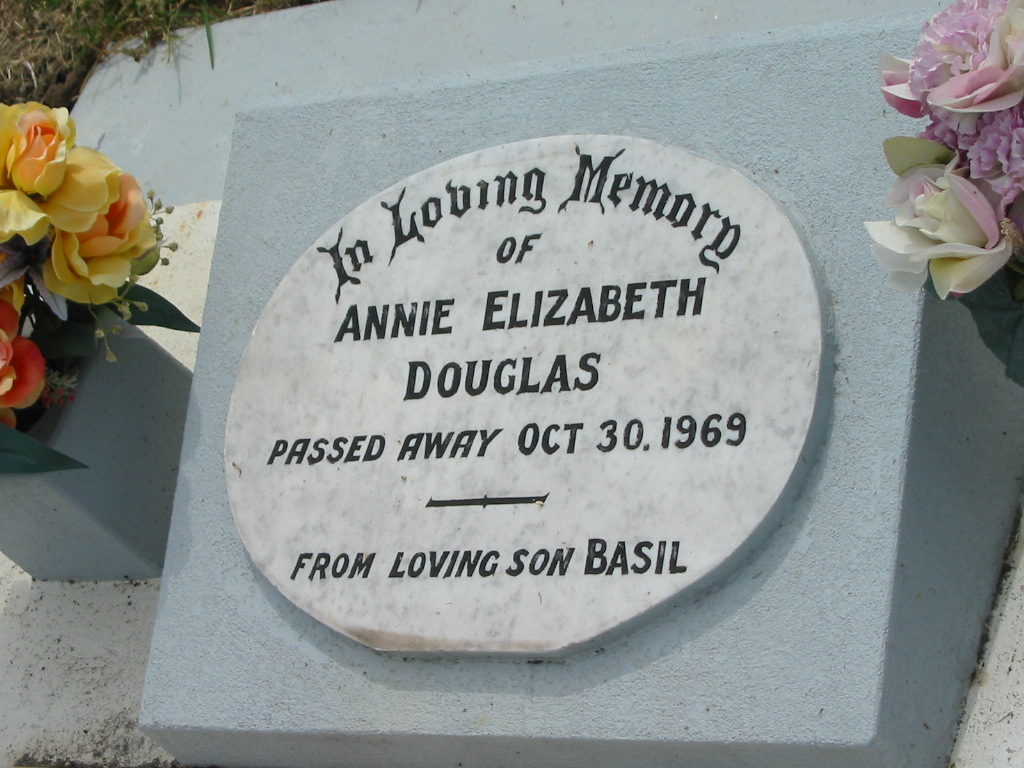 In Loving Memory
OF
ANNIE ELIZABETH
DOUGLAS
PASSED AWAY OCT 30. 1969
FROM LOVING SON BASIL